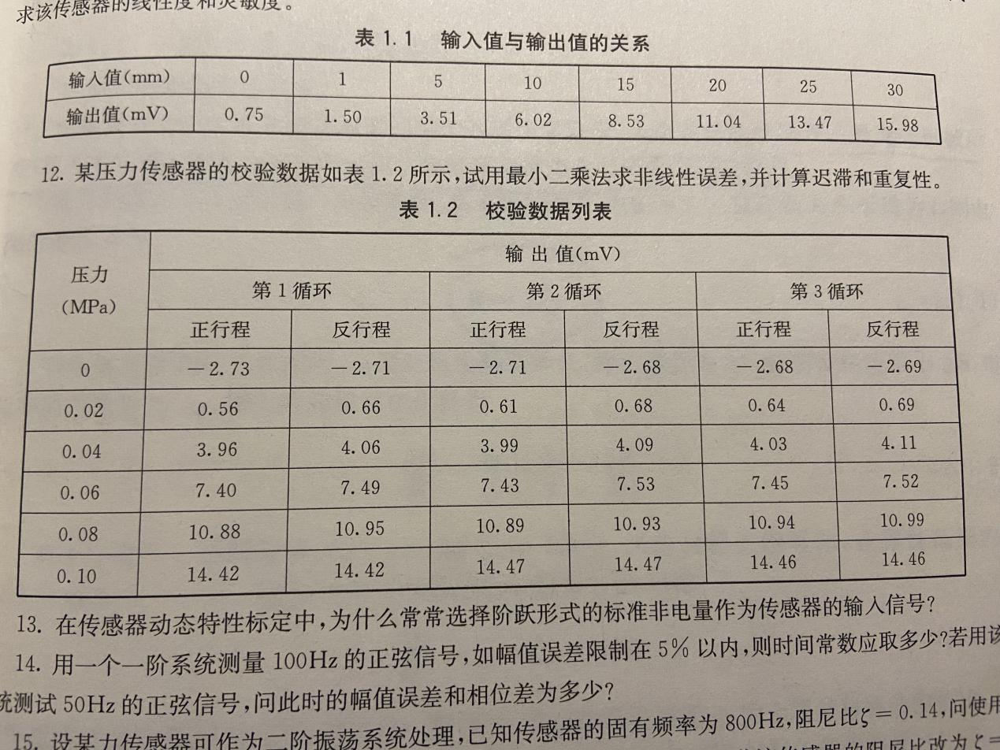 求该传感器的线性度和灵敏度。
表 1.1 输入值与输出值的关系
输入值(mm) 0 1 5 10 15 20 25 30
输出值(mV) 0.75 1.50 3.51 6.02 8.53 11.04 13.47 15.98
12. 某压力传感器的校验数据如表 1.2 所示,试用最小二乘法求非线性误差,并计算迟滞和重复性。
表 1.2 校验数据列表
压力
(MPa)
输出值(mV)
第 1 循环 第 2 循环 第 3 循环
正行程 反行程 正行程 反行程 正行程 反行程
0 -2.73 -2.71 -2.71 -2.68 -2.68 -2.69
0.02 0.56 0.66 0.61 0.68 0.64 0.69
0.04 3.96 4.06 3.99 4.09 4.03 4.11
0.06 7.40 7.49 7.43 7.53 7.45 7.52
0.08 10.88 10.95 10.89 10.93 10.94 10.99
0.10 14.42 14.42 14.47 14.47 14.46 14.46
13. 在传感器动态特性标定中,为什么常常选择阶跃形式的标准非电量作为传感器的输入信号?
14. 用一个一阶系统测量 100Hz 的正弦信号,如幅值误差限制在 5% 以内,则时间常数应取多少?若用该
统测试 50Hz 的正弦信号,问此时的幅值误差和相位差为多少?
15. 设某力传感器可作为二阶振荡系统处理,已知传感器的固有频率为 800Hz,阻尼比ζ=0.14,问使用
传感器的阻尼比改为ζ=